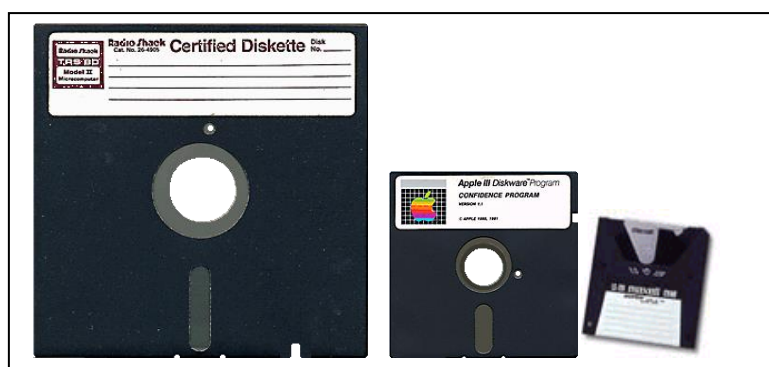 Radio Shack
Cat. No. 26-4905
Certified Diskette
Disk
No.
Radio Shack
TRS-80
Model II
Microcomputer
Apple III Diskware™ Program
CONFIDENCE PROGRAM
VERSION 1.1
© APPLE 1980, 1981
maxell